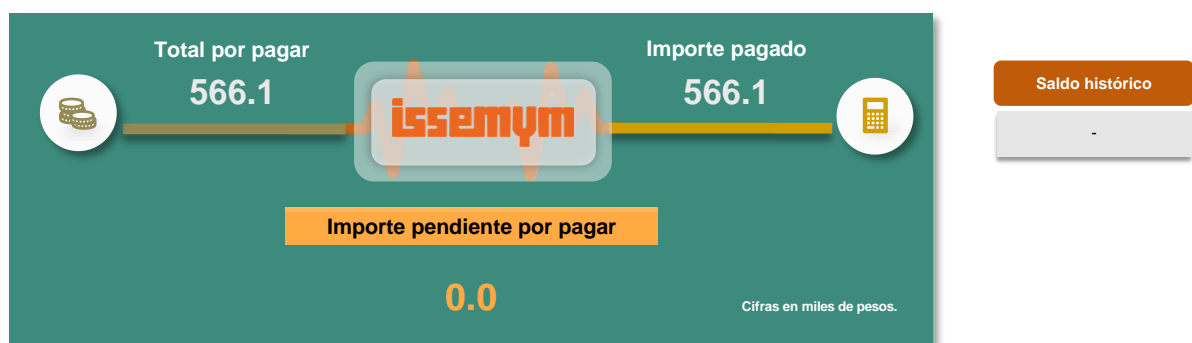 Total por pagar
566.1
issemym
Importe pagado
566.1
Importe pendiente por pagar
0.0
Cifras en miles de pesos.
Saldo histórico
-